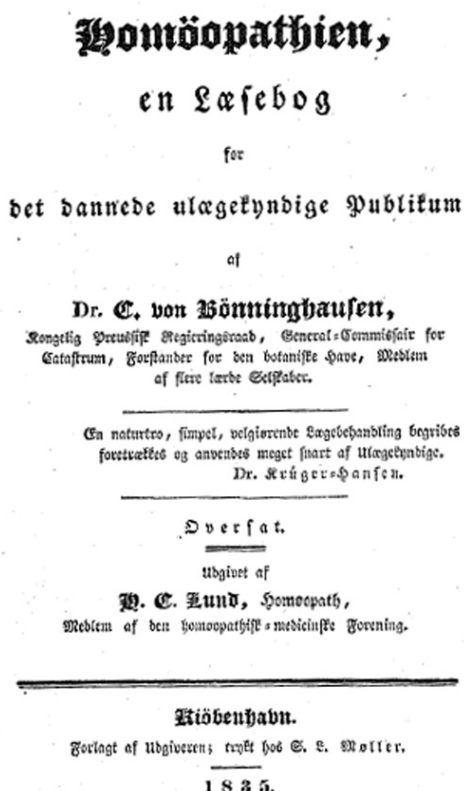 Homöopathien,
en Læsebog
for
det dannede ulægekyndige Publikum
af
Dr. C. von Bönninghausen,
Kongelig Preussisk Regieringsraad, General-Commissair for
Catastrum, Forstander for den botaniske Have, Medlem
af flere lærde Selskaber.
En naturtro, simpel, velgiørende Lægebehandling begribes
foretrækkes og anvendes meget snart af Ulægekyndige.
Dr. Krüger-Hansen.
Oversat.
Udgivet af
H. C. Lund, Homoopath,
Medlem af den homoopathisk-medicinske Forening.
Kiöbenhavn.
Forlagt af Udgiveren; trykt hos S. L. Møller.
1835.